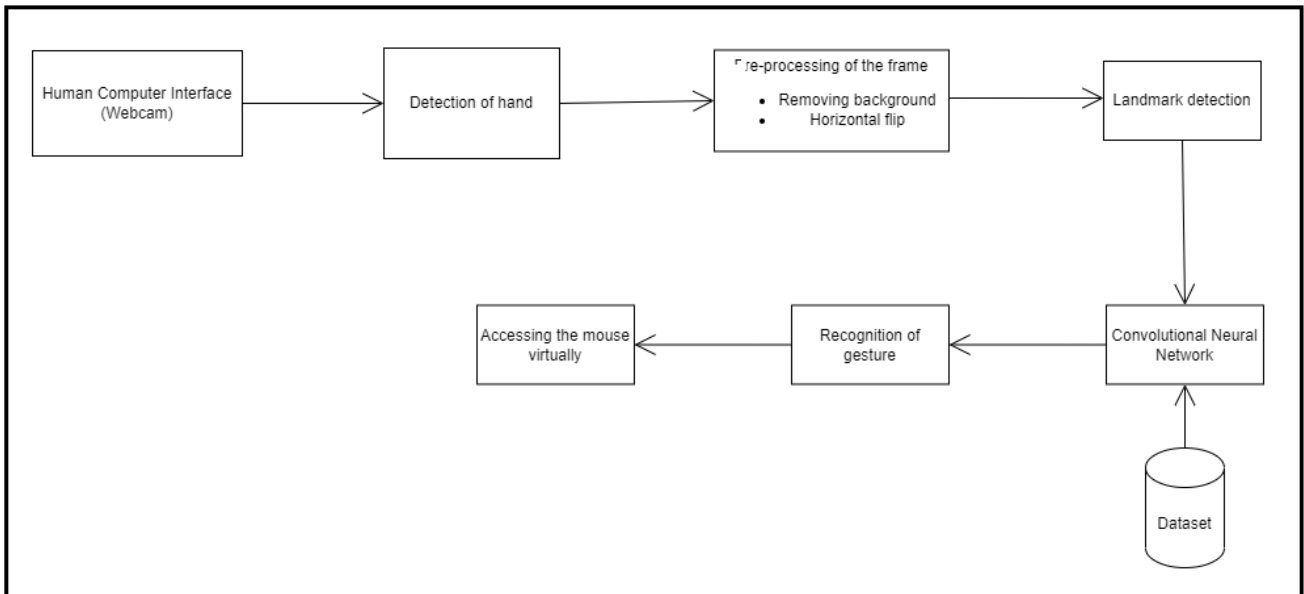 Human Computer Interface
(Webcam)
Detection of hand
re-processing of the frame
• Removing background
• Horizontal flip
Landmark detection
Accessing the mouse
virtually
Recognition of
gesture
Convolutional Neural
Network
Dataset